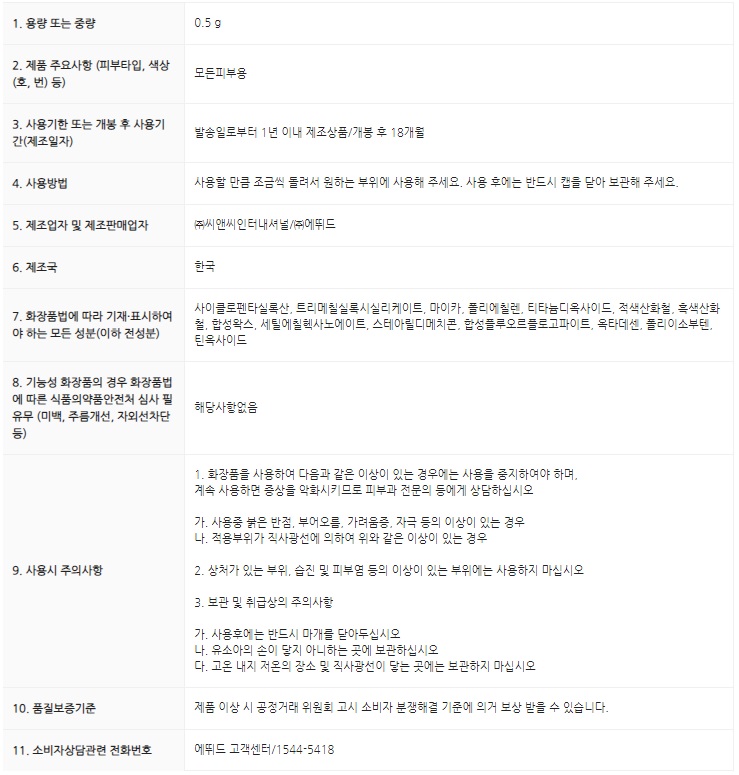 1. 용량 또는 중량
0.5 g
2. 제품 주요사항 (피부타입, 색상
(호, 번) 등)
모든피부용
3. 사용기한 또는 개봉 후 사용기
간(제조일자)
발송일로부터 1년 이내 제조상품/개봉 후 18개월
4. 사용방법
사용할 만큼 조금씩 돌려서 원하는 부위에 사용해 주세요. 사용 후에는 반드시 캡을 닫아 보관해 주세요.
5. 제조업자 및 제조판매업자
㈜씨앤씨인터내셔널/㈜에뛰드
6. 제조국
한국
7. 화장품법에 따라 기재·표시하여
야 하는 모든 성분(이하 전성분)
사이클로펜타실록산, 트리메칠실록시실리케이트, 마이카, 폴리에칠렌, 티타늄디옥사이드, 적색산화철, 흑색산화
철, 합성왁스, 세틸에칠헥사노에이트, 스테아릴디메치콘, 합성플루오르플로고파이트, 옥타데센, 폴리이소부텐,
틴옥사이드
8. 기능성 화장품의 경우 화장품법
에 따른 식품의약품안전처 심사 필
유무 (미백, 주름개선, 자외선차단
등)
해당사항없음
9. 사용시 주의사항
1. 화장품을 사용하여 다음과 같은 이상이 있는 경우에는 사용을 중지하여야 하며,
계속 사용하면 증상을 악화시키므로 피부과 전문의 등에게 상담하십시오
가. 사용중 붉은 반점, 부어오름, 가려움증, 자극 등의 이상이 있는 경우
나. 적용부위가 직사광선에 의하여 위와 같은 이상이 있는 경우
2. 상처가 있는 부위, 습진 및 피부염 등의 이상이 있는 부위에는 사용하지 마십시오
3. 보관 및 취급상의 주의사항
가. 사용후에는 반드시 마개를 닫아두십시오
나. 유소아의 손이 닿지 아니하는 곳에 보관하십시오
다. 고온 내지 저온의 장소 및 직사광선이 닿는 곳에는 보관하지 마십시오
10. 품질보증기준
제품 이상 시 공정거래 위원회 고시 소비자 분쟁해결 기준에 의거 보상 받을 수 있습니다.
11. 소비자상담관련 전화번호
에뛰드 고객센터/1544-5418